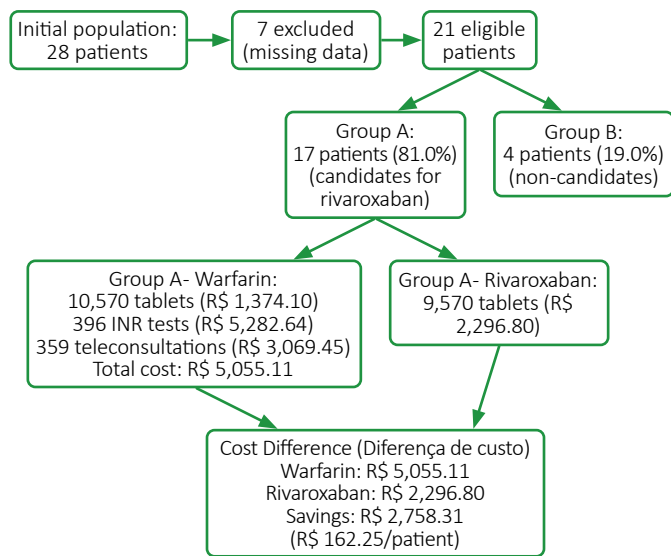 Initial population:
28 patients
7 excluded
(missing data)
21 eligible
patients
Group A:
17 patients (81.0%)
(candidates for
rivaroxaban)
Group B:
4 patients (19.0%)
(non-candidates)
Group A- Warfarin:
10,570 tablets (R$ 1,374.10)
396 INR tests (R$ 5,282.64)
359 teleconsultations (R$ 3,069.45)
Total cost: R$ 5,055.11
Group A- Rivaroxaban:
9,570 tablets (R$
2,296.80)
Cost Difference (Diferença de custo)
Warfarin: R$ 5,055.11
Rivaroxaban: R$ 2,296.80
Savings: R$ 2,758.31
(R$ 162.25/patient)